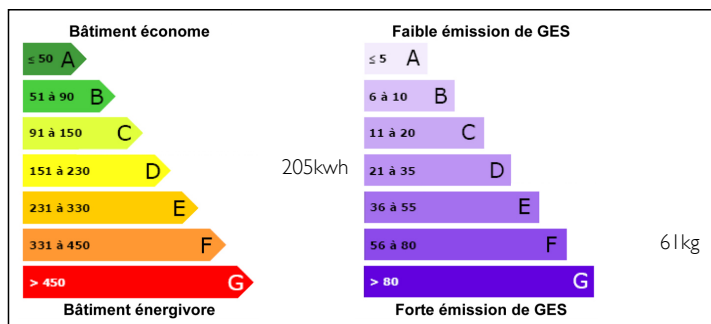 Bâtiment économe
≤ 50 A
51 à 90 B
91 à 150 C
151 à 230 D
205kwh
231 à 330 E
331 à 450 F
> 450 G
Bâtiment énergivore
Faible émission de GES
≤ 5 A
6 à 10 B
11 à 20 C
21 à 35 D
36 à 55 E
56 à 80 F
61kg
> 80 G
Forte émission de GES